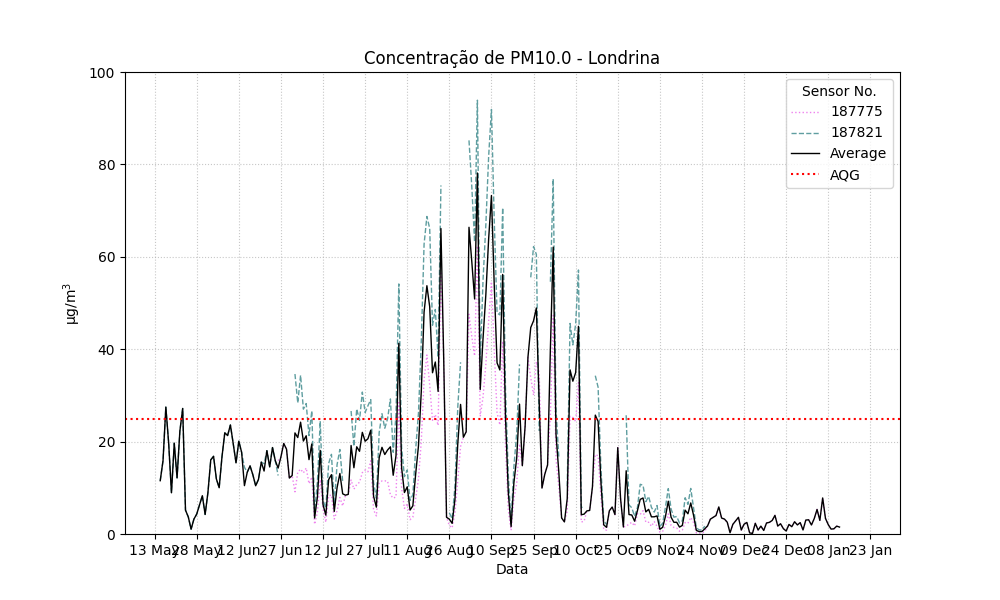 Concentração de PM10.0 - Londrina
Sensor No.
187775
187821
Average
AQG
100
80
60
40
20
0
µg/m³
13 May 28 May 12 Jun 27 Jun 12 Jul 27 Jul 11 Aug 26 Aug 10 Sep 25 Sep 10 Oct 25 Oct 09 Nov 24 Nov 09 Dec 24 Dec 08 Jan 23 Jan
Data